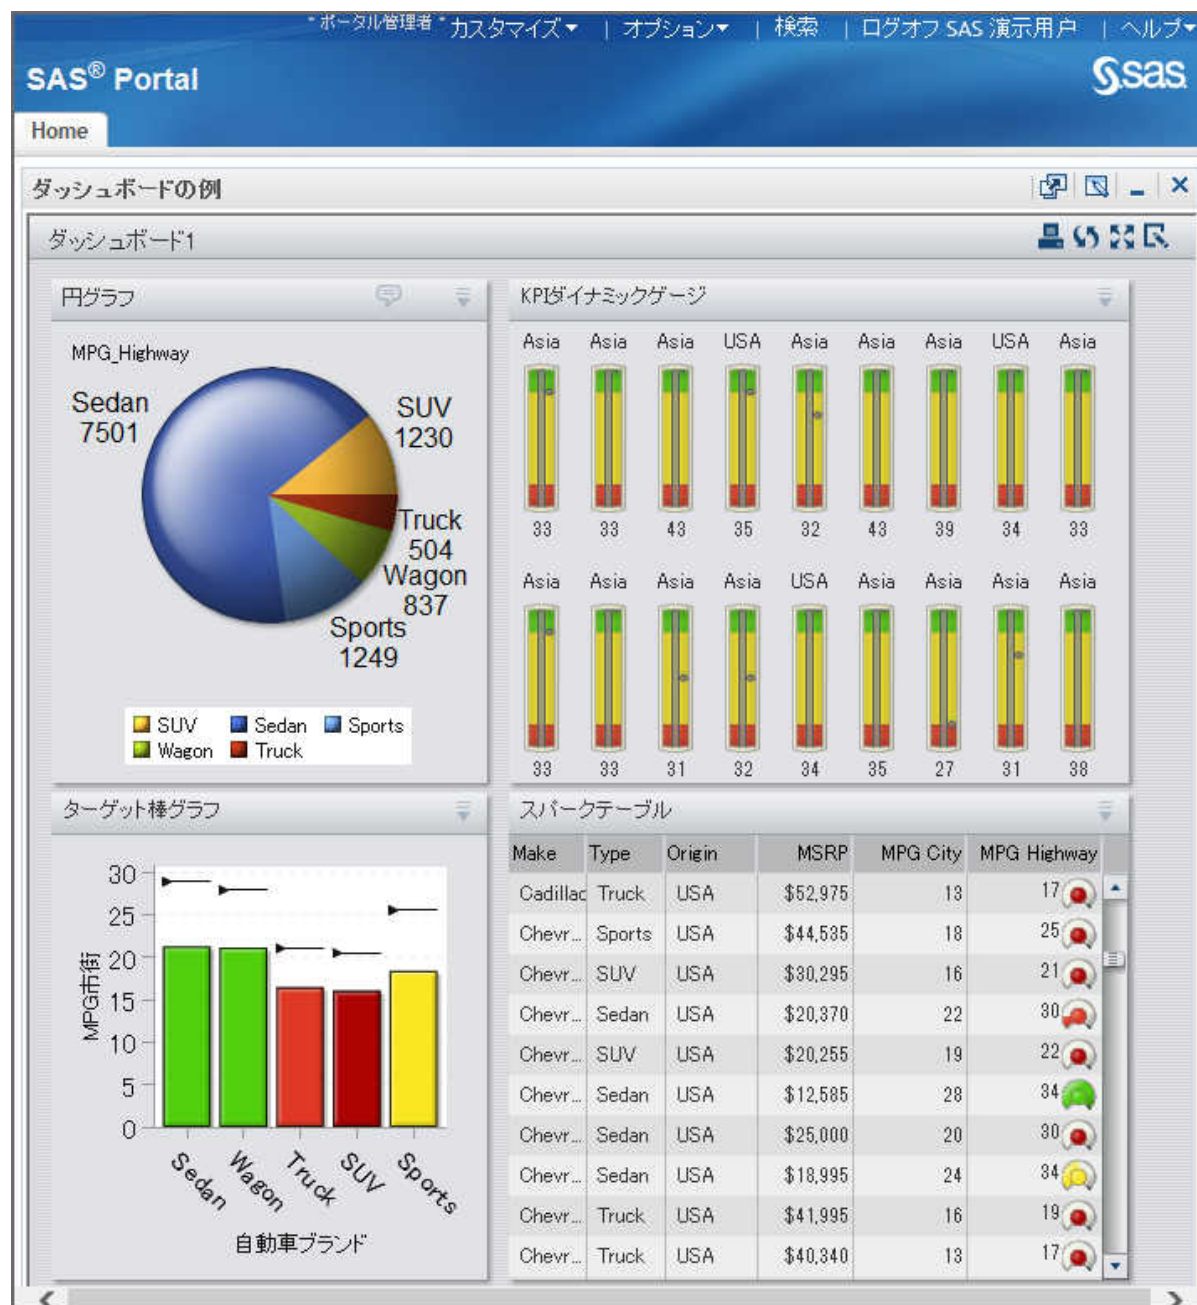 * ポータル管理者 * カスタマイズ▾ | オプション▾ | 検索 | ログオフ SAS 演示用户 | ヘルプ▾
SAS® Portal
sas
Home
ダッシュボードの例
ダッシュボード1
円グラフ
MPG_Highway
Sedan
7501
SUV
1230
Truck
504
Wagon
837
Sports
1249
SUV Sedan Sports
Wagon Truck
KPIダイナミックゲージ
Asia Asia Asia USA Asia Asia Asia USA Asia
33 33 43 35 32 43 39 34 33
Asia Asia Asia Asia USA Asia Asia Asia Asia
33 33 31 32 34 35 27 31 38
ターゲット棒グラフ
30
25
20
15
10
5
0
MPG市街
Sedan Wagon Truck SUV Sports
自動車ブランド
スパークテーブル
Make Type Origin MSRP MPG City MPG Highway
Cadillac Truck USA $52,975 13 17
Chevr... Sports USA $44,535 18 25
Chevr... SUV USA $30,295 16 21
Chevr... Sedan USA $20,370 22 30
Chevr... SUV USA $20,255 19 22
Chevr... Sedan USA $12,585 28 34
Chevr... Sedan USA $25,000 20 30
Chevr... Sedan USA $18,995 24 34
Chevr... Truck USA $41,995 16 19
Chevr... Truck USA $40,340 13 17